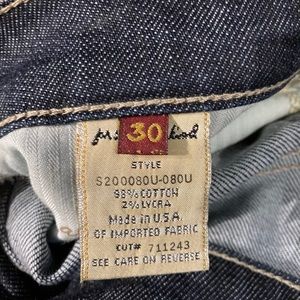 30
STYLE
S200080U-080U
98% COTTON
2% LYCRA
Made in U.S.A.
OF IMPORTED FABRIC
CUT# 711243
SEE CARE ON REVERSE